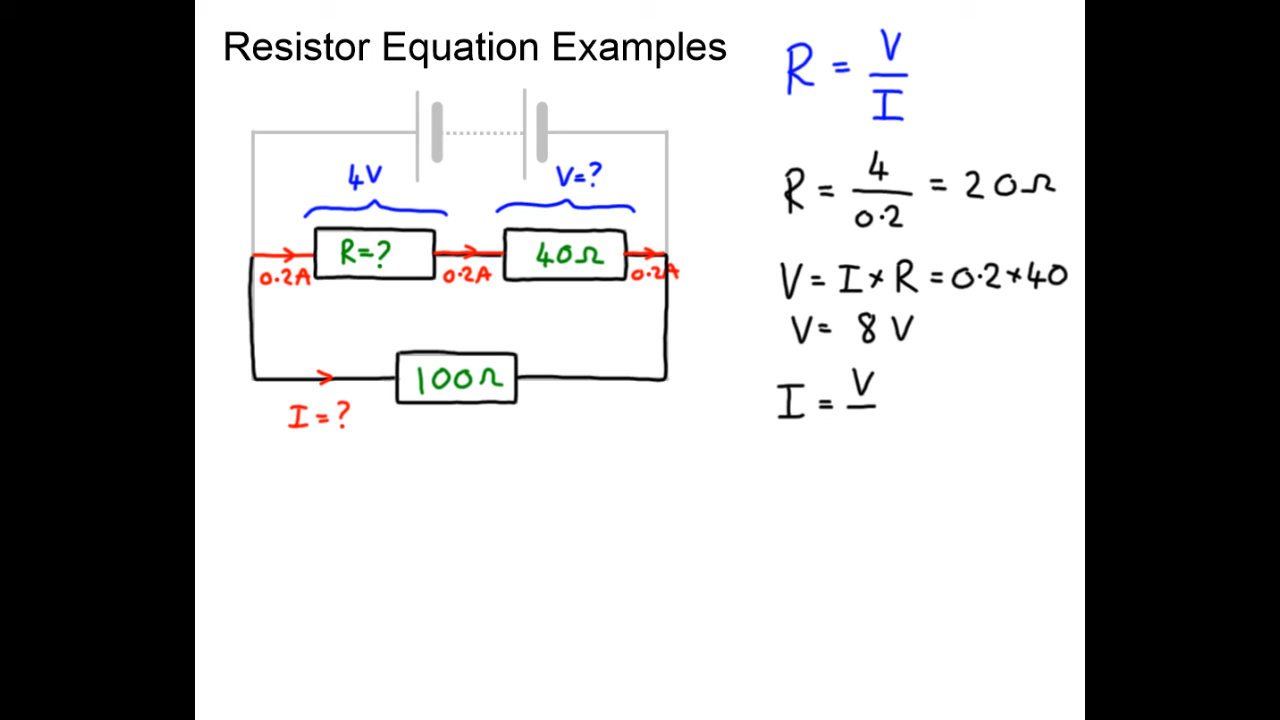 Resistor Equation Examples
4V
V=?
R=?
40Ω
0.2A
0.2A
0.2A
100Ω
I=?
R = V/I
R = 4/0.2 = 20Ω
V = I × R = 0.2 × 40
V = 8 V
I = V